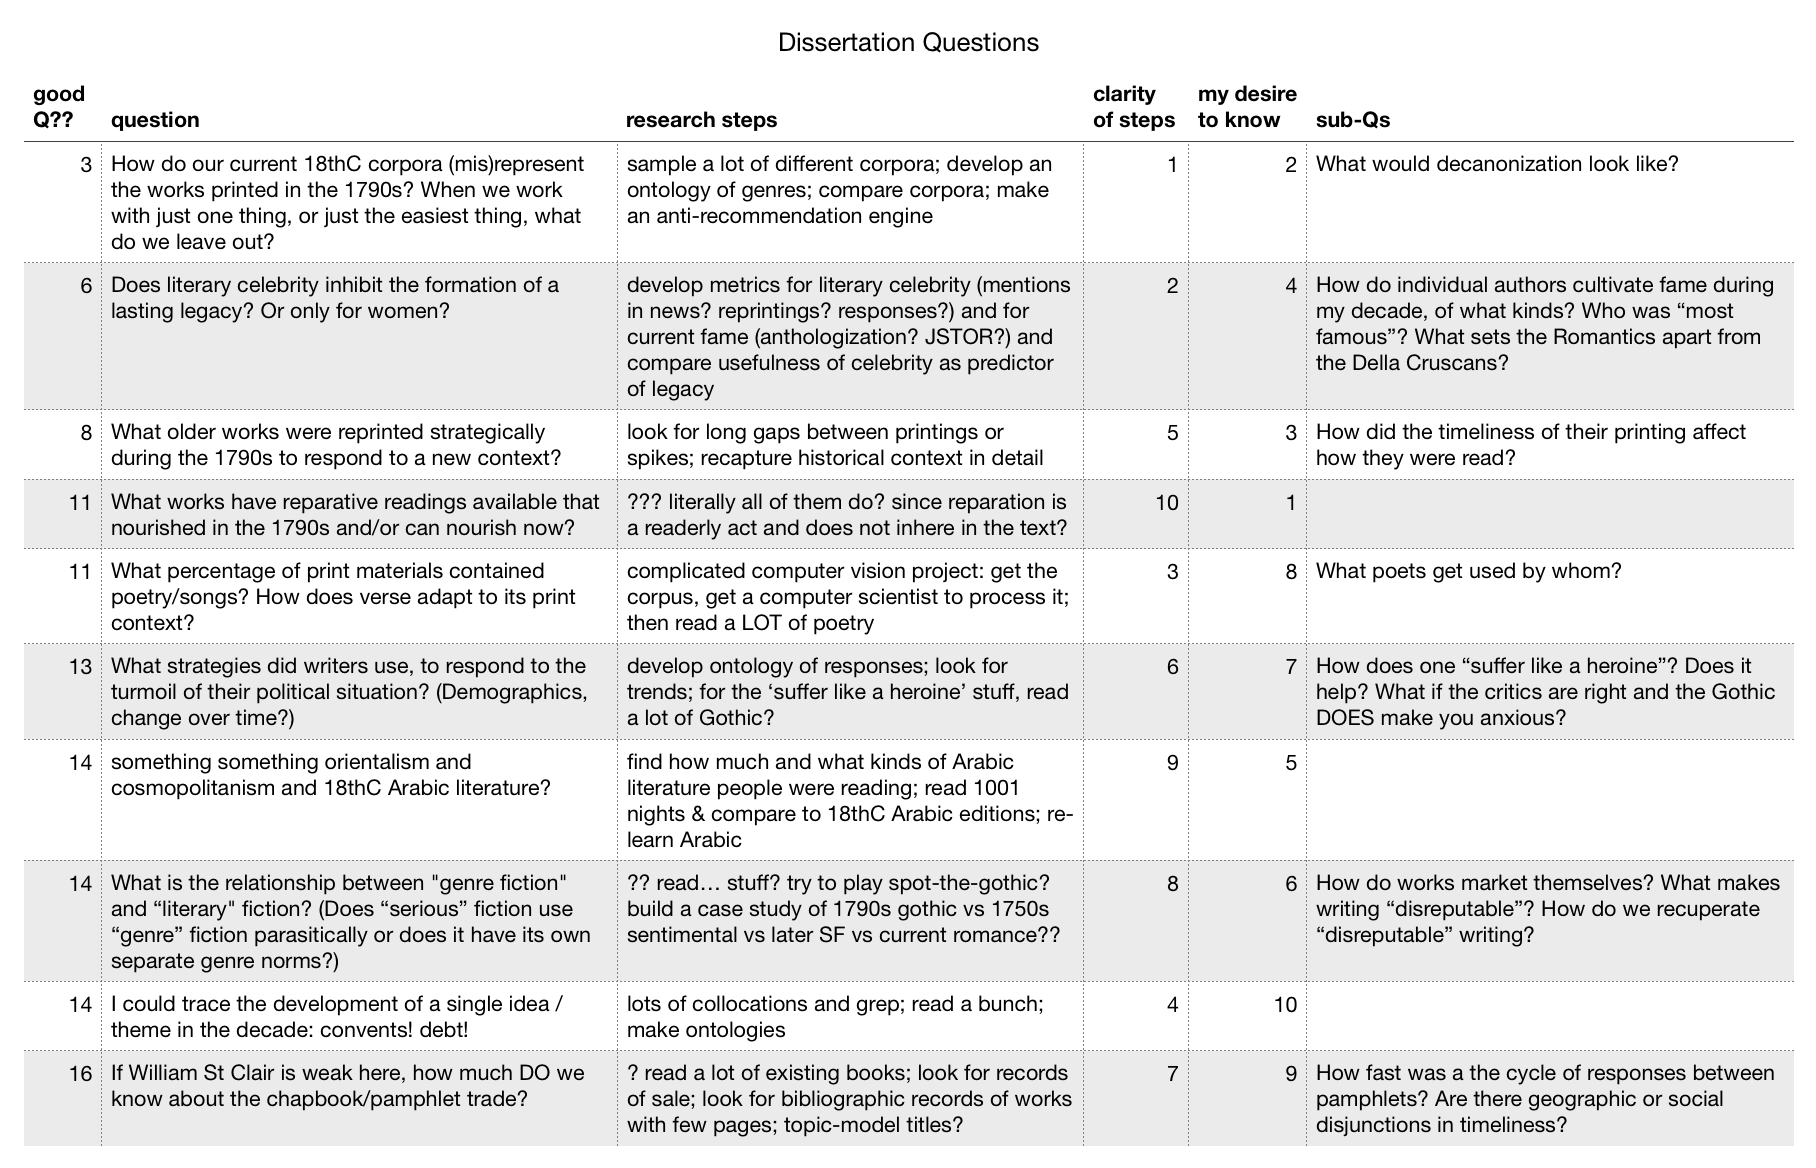 Dissertation Questions
good
Q??
question
research steps
clarity
of steps
my desire
to know
sub-Qs
3
How do our current 18thC corpora (mis)represent
the works printed in the 1790s? When we work
with just one thing, or just the easiest thing, what
do we leave out?
sample a lot of different corpora; develop an
ontology of genres; compare corpora; make
an anti-recommendation engine
1
2
What would decanonization look like?
6
Does literary celebrity inhibit the formation of a
lasting legacy? Or only for women?
develop metrics for literary celebrity (mentions
in news? reprintings? responses?) and for
current fame (anthologization? JSTOR?) and
compare usefulness of celebrity as predictor
of legacy
2
4
How do individual authors cultivate fame during
my decade, of what kinds? Who was “most
famous”? What sets the Romantics apart from
the Della Cruscans?
8
What older works were reprinted strategically
during the 1790s to respond to a new context?
look for long gaps between printings or
spikes; recapture historical context in detail
5
3
How did the timeliness of their printing affect
how they were read?
11
What works have reparative readings available that
nourished in the 1790s and/or can nourish now?
??? literally all of them do? since reparation is
a readerly act and does not inhere in the text?
10
1
11
What percentage of print materials contained
poetry/songs? How does verse adapt to its print
context?
complicated computer vision project: get the
corpus, get a computer scientist to process it;
then read a LOT of poetry
3
8
What poets get used by whom?
13
What strategies did writers use, to respond to the
turmoil of their political situation? (Demographics,
change over time?)
develop ontology of responses; look for
trends; for the ‘suffer like a heroine’ stuff, read
a lot of Gothic?
6
7
How does one “suffer like a heroine”? Does it
help? What if the critics are right and the Gothic
DOES make you anxious?
14
something something orientalism and
cosmopolitanism and 18thC Arabic literature?
find how much and what kinds of Arabic
literature people were reading; read 1001
nights & compare to 18thC Arabic editions; re-
learn Arabic
9
5
14
What is the relationship between "genre fiction"
and “literary" fiction? (Does “serious” fiction use
“genre” fiction parasitically or does it have its own
separate genre norms?)
?? read… stuff? try to play spot-the-gothic?
build a case study of 1790s gothic vs 1750s
sentimental vs later SF vs current romance??
8
6
How do works market themselves? What makes
writing “disreputable”? How do we recuperate
“disreputable” writing?
14
I could trace the development of a single idea /
theme in the decade: convents! debt!
lots of collocations and grep; read a bunch;
make ontologies
4
10
16
If William St Clair is weak here, how much DO we
know about the chapbook/pamphlet trade?
? read a lot of existing books; look for records
of sale; look for bibliographic records of works
with few pages; topic-model titles?
7
9
How fast was a the cycle of responses between
pamphlets? Are there geographic or social
disjunctions in timeliness?